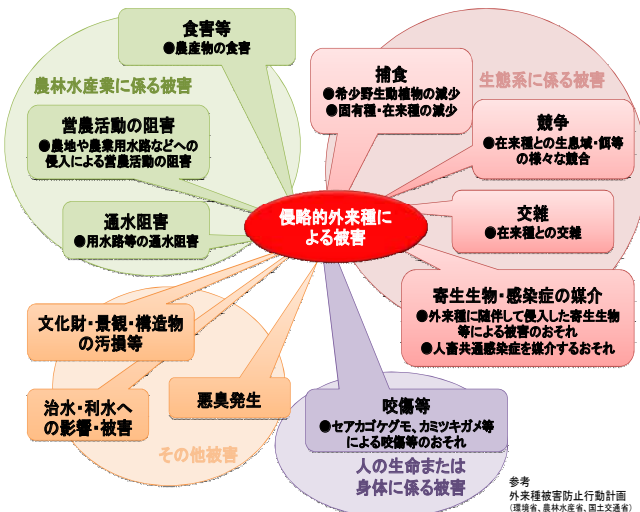 食害等
●農産物の食害
農林水産業に係る被害
営農活動の阻害
●農地や農業用水路などへの
侵入による営農活動の阻害
通水阻害
●用水路等の通水阻害
捕食
●希少野生動植物の減少
●固有種・在来種の減少
生態系に係る被害
競争
●在来種との生息域・餌等
の様々な競合
交雑
●在来種との交雑
寄生生物・感染症の媒介
●外来種に随伴して侵入した寄生生物
等による被害のおそれ
●人畜共通感染症を媒介するおそれ
侵略的外来種に
よる被害
文化財・景観・構造物
の汚損等
治水・利水へ
の影響・被害
悪臭発生
その他被害
咬傷等
●セアカゴケグモ、カミツキガメ等
による咬傷等のおそれ
人の生命または
身体に係る被害
参考
外来種被害防止行動計画
(環境省、農林水産省、国土交通省)